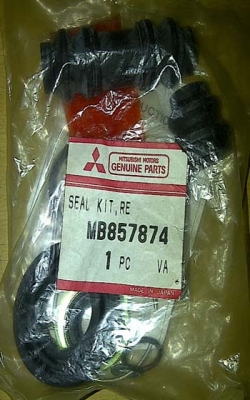 MITSUBISHI MOTORS
GENUINE PARTS
SEAL KIT, RE
MB857874
1 PC VA
MADE IN JAPAN